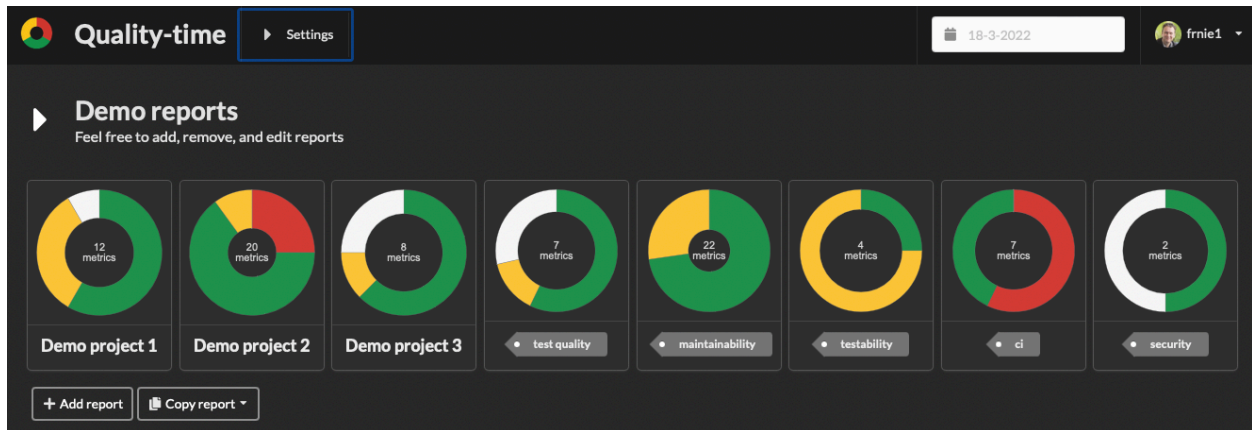 Quality-time
Settings
18-3-2022
frnie1
Demo reports
Feel free to add, remove, and edit reports
12
metrics
20
metrics
8
metrics
7
metrics
22
metrics
4
metrics
7
metrics
2
metrics
Demo project 1
Demo project 2
Demo project 3
test quality
maintainability
testability
ci
security
+ Add report
Copy report